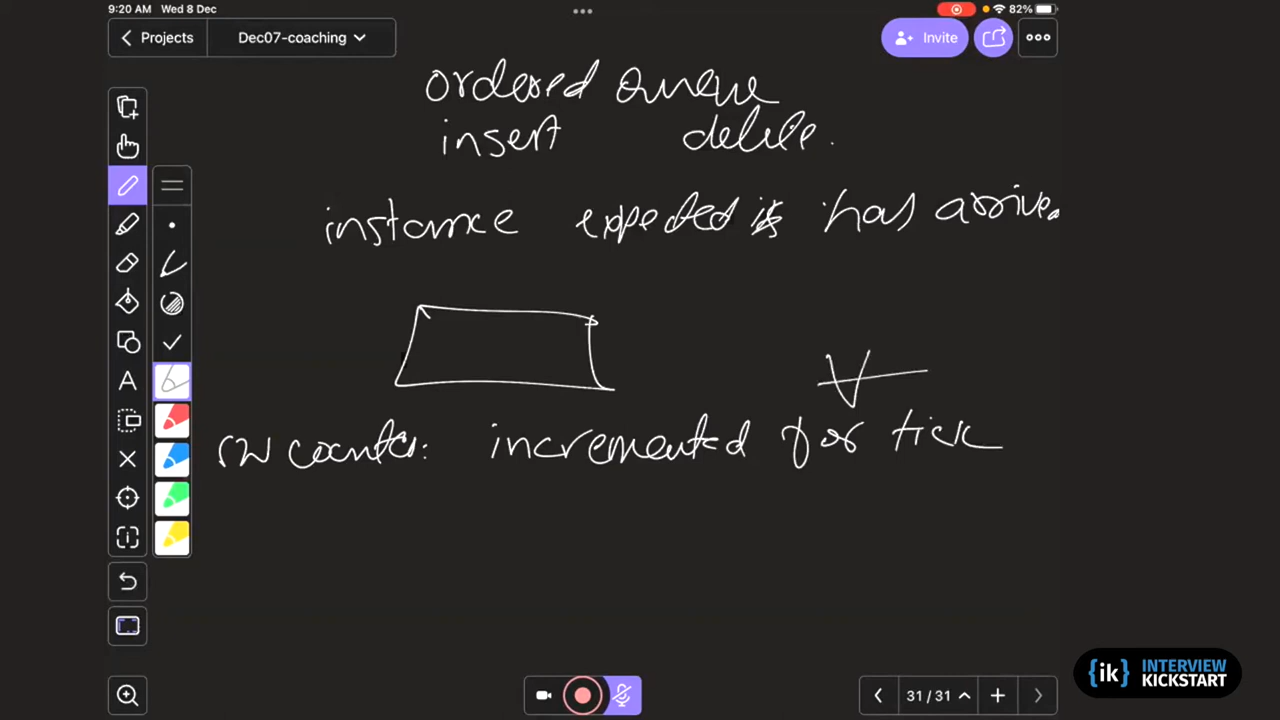 9:20 AM Wed 8 Dec
82%
Projects
Dec07-coaching
Invite
ordered queue
insert delete.
instance expected is has arrived
A
SW counter: incremented for tick
31 / 31
{ik} INTERVIEW KICKSTART